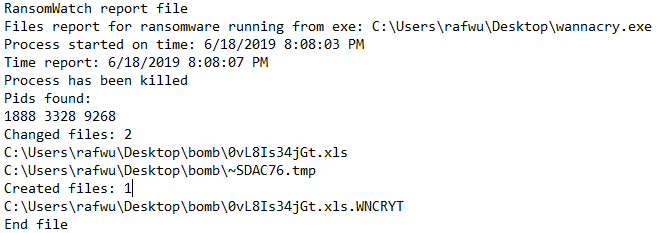 RansomWatch report file
Files report for ransomware running from exe: C:\Users\rafwu\Desktop\wannacry.exe
Process started on time: 6/18/2019 8:08:03 PM
Time report: 6/18/2019 8:08:07 PM
Process has been killed
Pids found:
1888 3328 9268
Changed files: 2
C:\Users\rafwu\Desktop\bomb\0vL8Is34jGt.xls
C:\Users\rafwu\Desktop\bomb\~SDAC76.tmp
Created files: 1
C:\Users\rafwu\Desktop\bomb\0vL8Is34jGt.xls.WNCRYT
End file